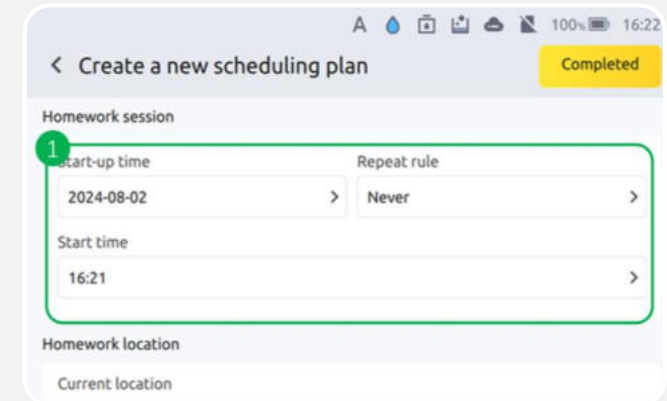 A 100% 16:22
< Create a new scheduling plan Completed
Homework session
1
Start-up time Repeat rule
2024-08-02 > Never >
Start time
16:21 >
Homework location
Current location